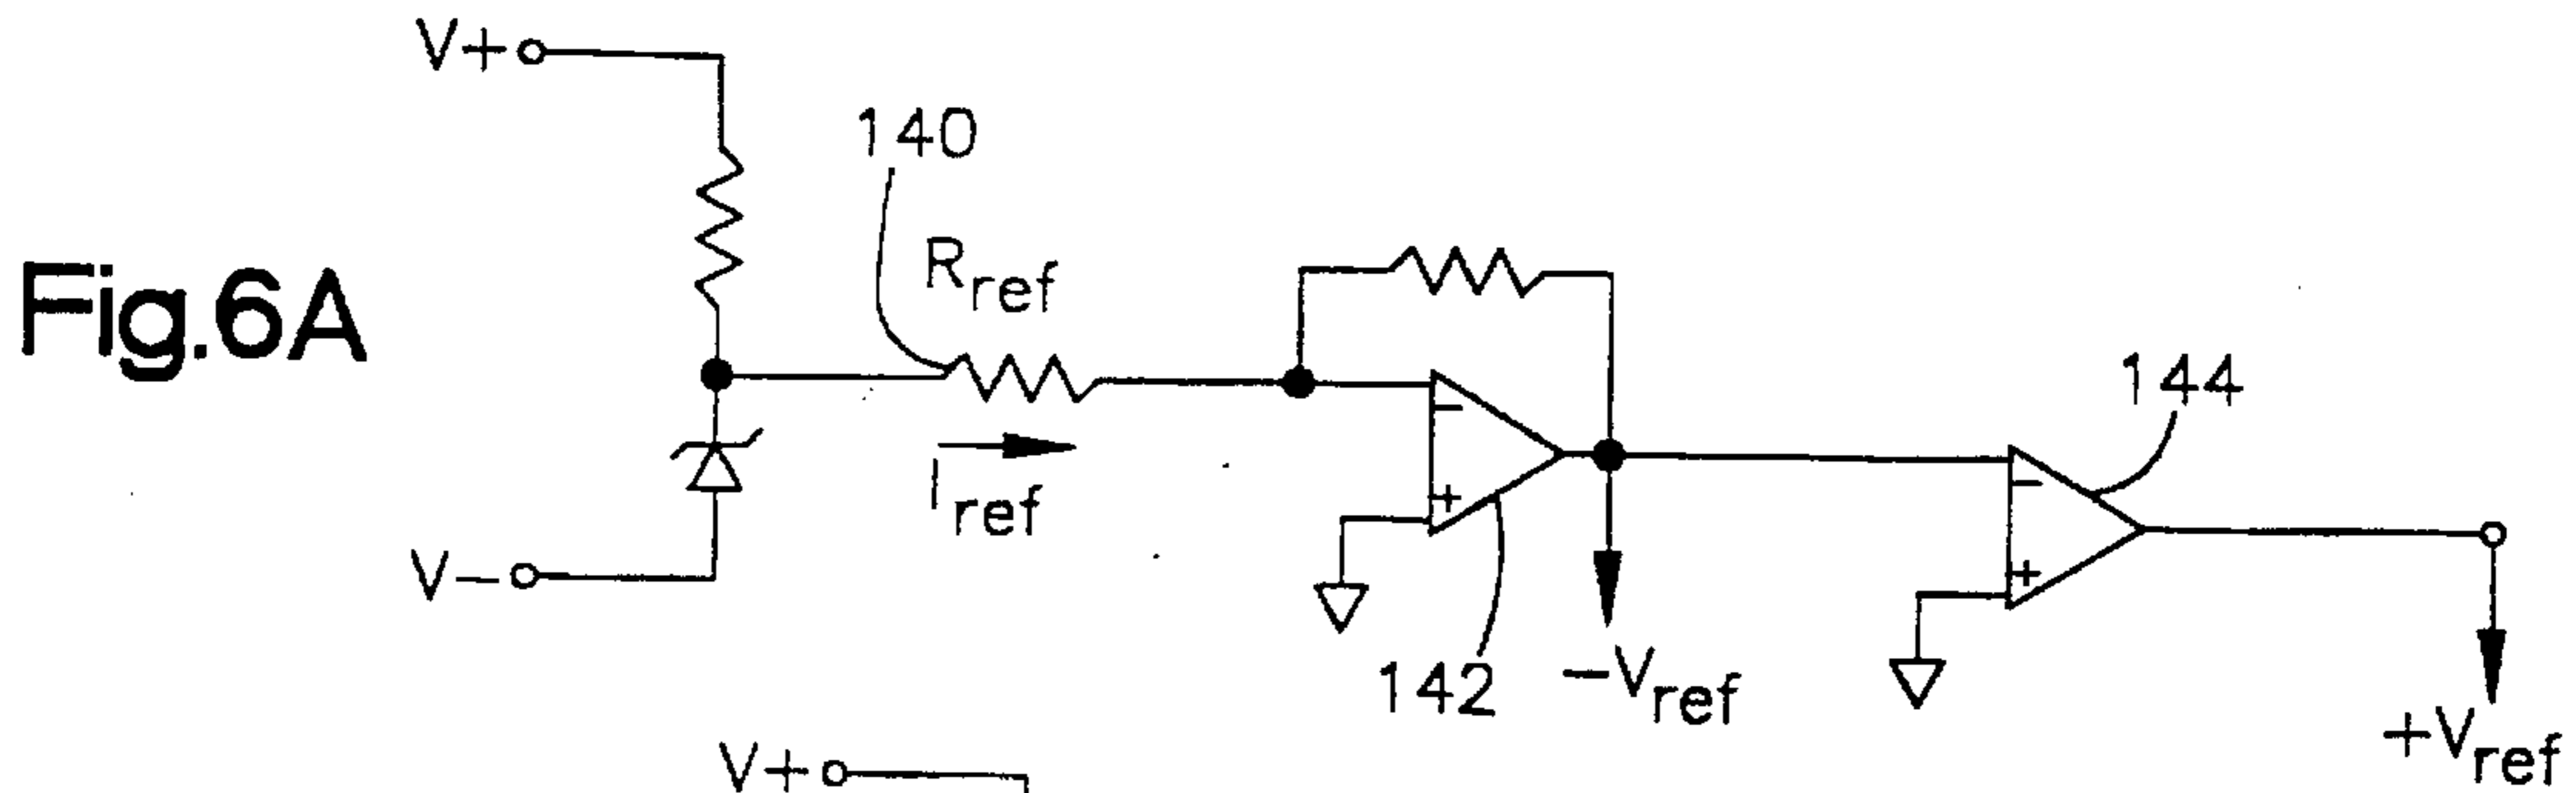 V+
140
R_ref
Fig.6A
I_ref
144
−
+
−
+
V−
142
−V_ref
+V_ref
V+